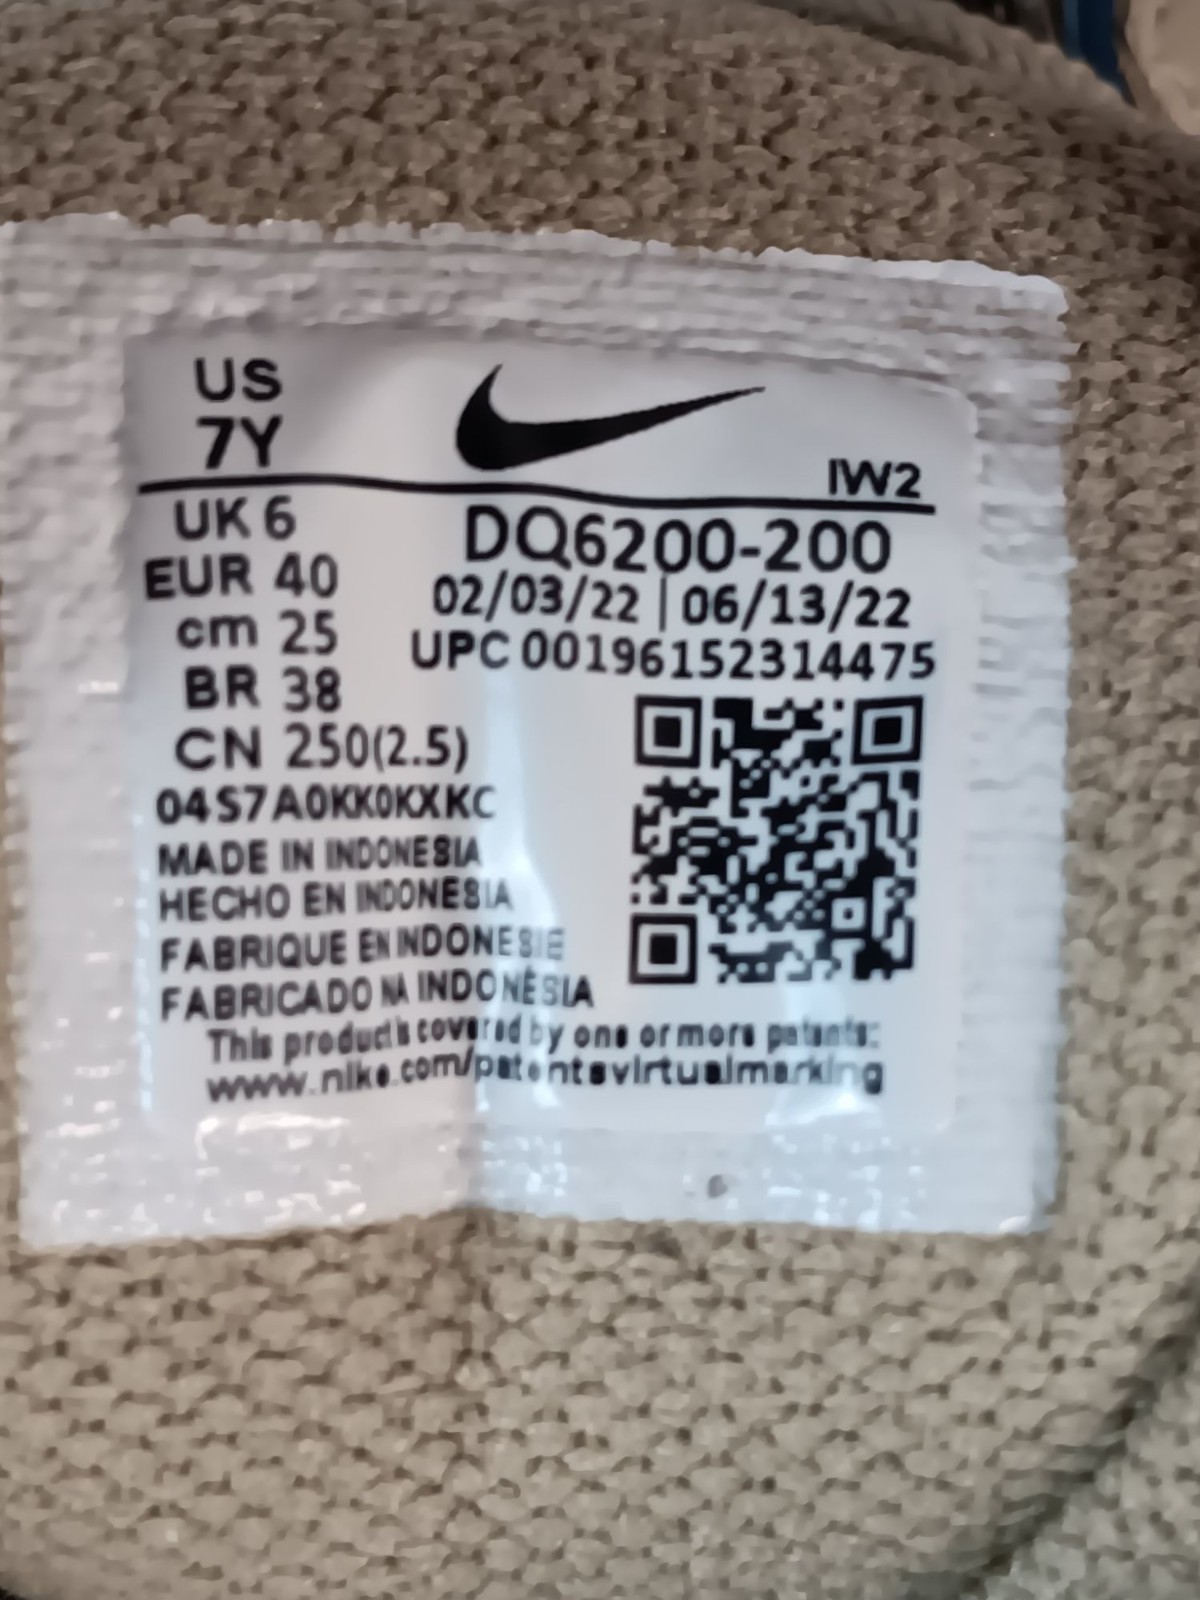 US
7Y
IW2
UK 6
DQ6200-200
EUR 40
02/03/22 | 06/13/22
cm 25
UPC 00196152314475
BR 38
CN 250(2.5)
04S7A0KK0KXKC
MADE IN INDONESIA
HECHO EN INDONESIA
FABRIQUE EN INDONESIE
FABRICADO NA INDONÉSIA
This product is covered by one or more patents:
www.nike.com/patentsvirtualmarking